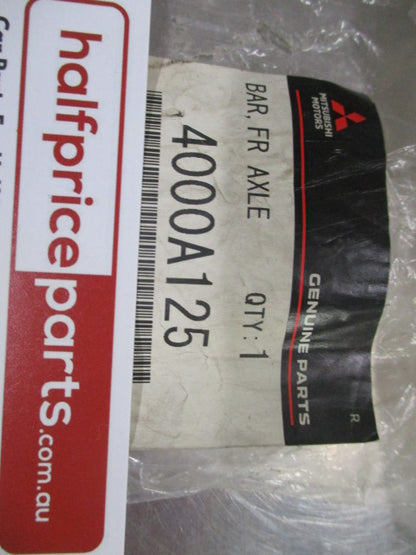 MITSUBISHI
MOTORS
GENUINE PARTS
R
BAR, FR AXLE QTY: 1
4000A125
halfpriceparts.com.au